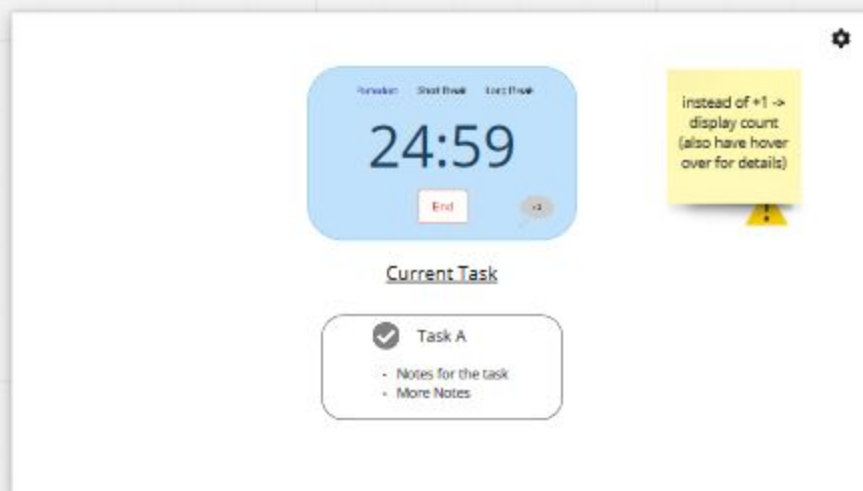 Pomodoro Short Break Long Break
24:59
End
+1
Current Task
Task A
- Notes for the task
- More Notes
instead of +1 ->
display count
(also have hover
over for details)
!